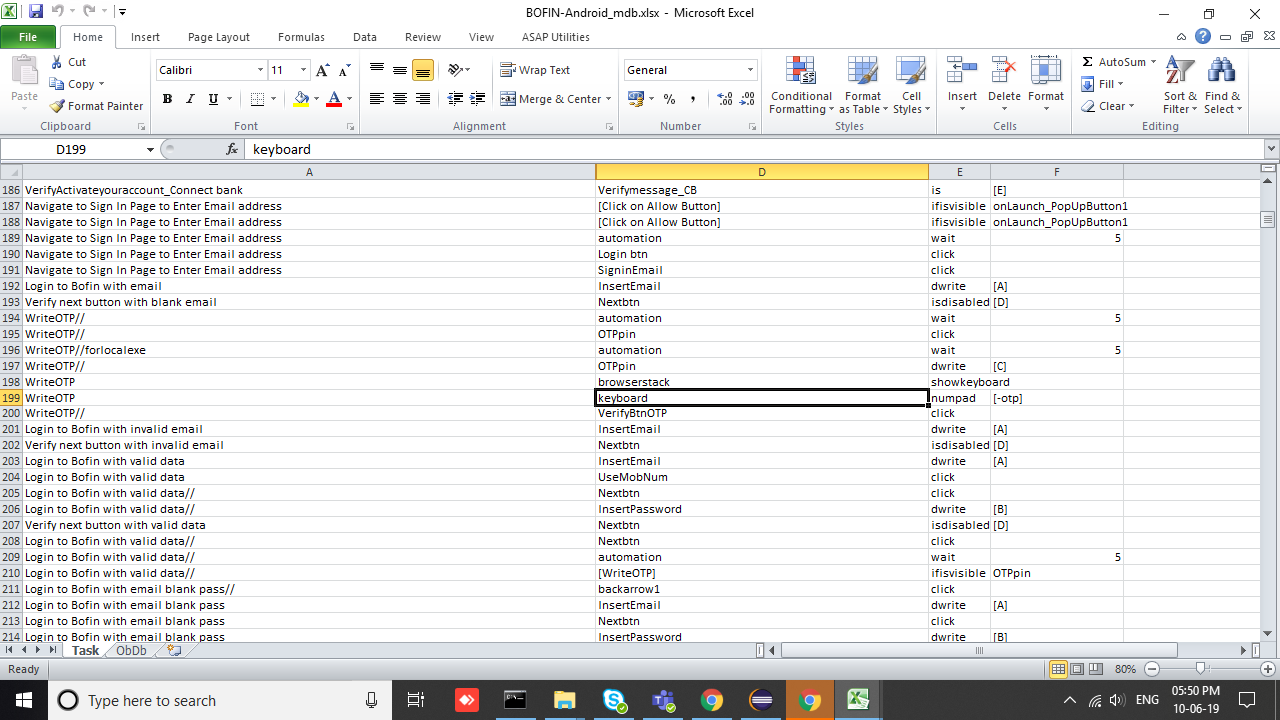 BOFIN-Android_mdb.xlsx - Microsoft Excel
File Home Insert Page Layout Formulas Data Review View ASAP Utilities
Paste Cut Copy Format Painter Clipboard
Calibri 11 B I U A A A Font
Wrap Text Merge & Center Alignment
General % , .00 .0 Number
Conditional Formatting Format as Table Cell Styles Styles
Insert Delete Format Cells
Σ AutoSum Fill Clear Sort & Filter Find & Select Editing
D199 fx keyboard
A D E F
186 VerifyActivateyouraccount_Connect bank Verifymessage_CB is [E]
187 Navigate to Sign In Page to Enter Email address [Click on Allow Button] ifisvisible onLaunch_PopUpButton1
188 Navigate to Sign In Page to Enter Email address [Click on Allow Button] ifisvisible onLaunch_PopUpButton1
189 Navigate to Sign In Page to Enter Email address automation wait 5
190 Navigate to Sign In Page to Enter Email address Login btn click
191 Navigate to Sign In Page to Enter Email address SigninEmail click
192 Login to Bofin with email InsertEmail dwrite [A]
193 Verify next button with blank email Nextbtn isdisabled [D]
194 WriteOTP// automation wait 5
195 WriteOTP// OTPpin click
196 WriteOTP//forlocalexe automation wait 5
197 WriteOTP// OTPpin dwrite [C]
198 WriteOTP browserstack showkeyboard
199 WriteOTP keyboard numpad [-otp]
200 WriteOTP// VerifyBtnOTP click
201 Login to Bofin with invalid email InsertEmail dwrite [A]
202 Verify next button with invalid email Nextbtn isdisabled [D]
203 Login to Bofin with valid data InsertEmail dwrite [A]
204 Login to Bofin with valid data UseMobNum click
205 Login to Bofin with valid data// Nextbtn click
206 Login to Bofin with valid data// InsertPassword dwrite [B]
207 Verify next button with valid data Nextbtn isdisabled [D]
208 Login to Bofin with valid data// Nextbtn click
209 Login to Bofin with valid data// automation wait 5
210 Login to Bofin with valid data// [WriteOTP] ifisvisible OTPpin
211 Login to Bofin with email blank pass// backarrow1 click
212 Login to Bofin with email blank pass InsertEmail dwrite [A]
213 Login to Bofin with email blank pass Nextbtn click
214 Login to Bofin with email blank pass InsertPassword dwrite [B]
Task ObDb
Ready 80%
Type here to search ENG 05:50 PM
10-06-19